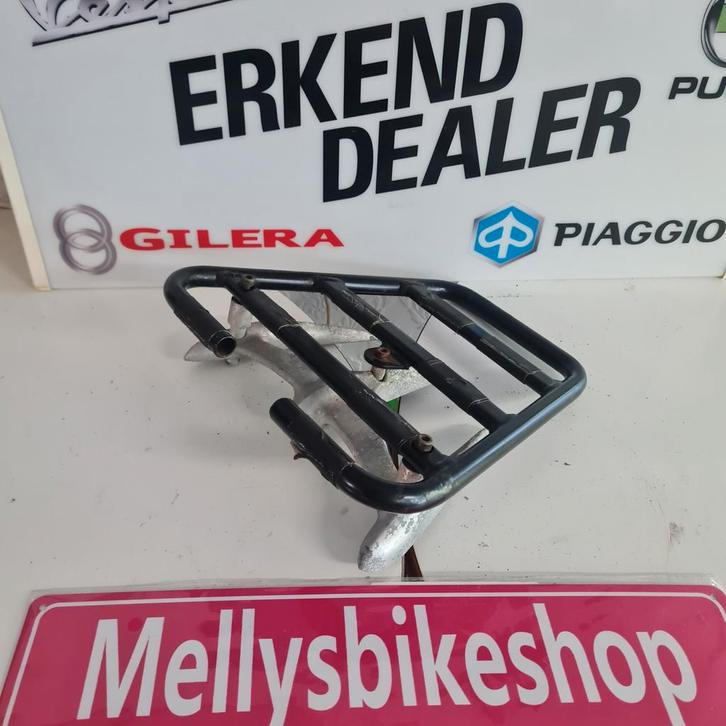 ERKEND
DEALER
GILERA
PIAGGIO
Mellysbikeshop